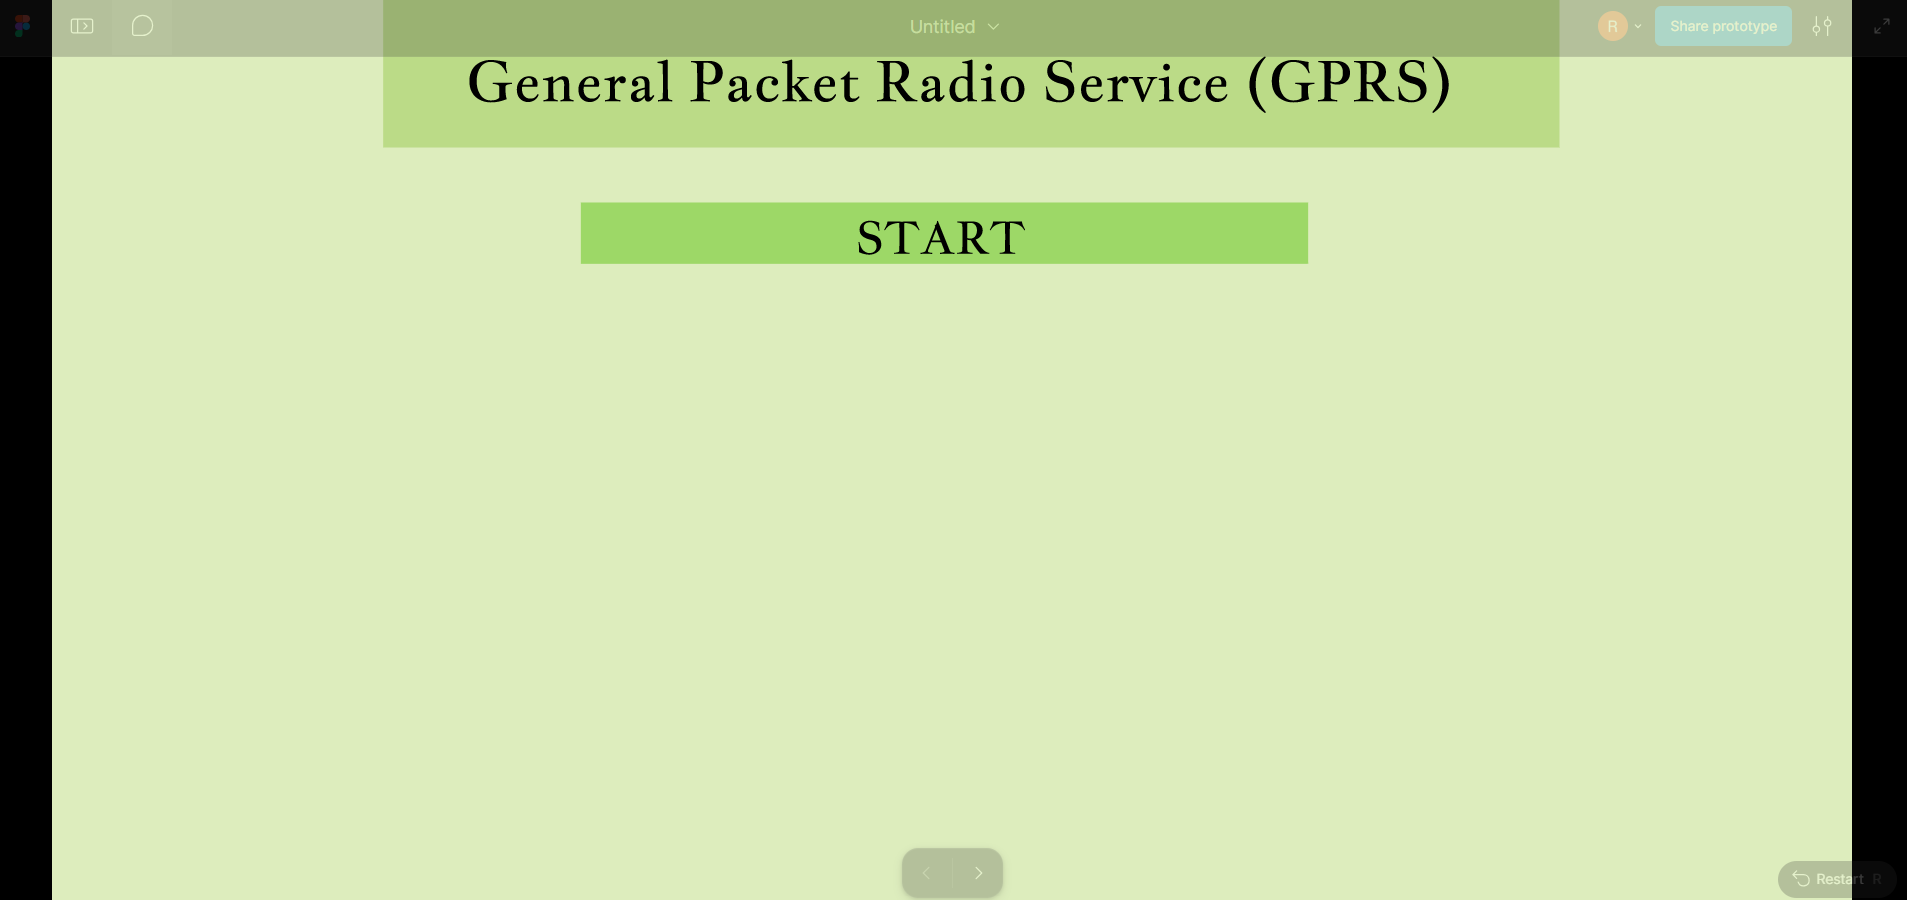 Untitled
R
Share prototype
General Packet Radio Service (GPRS)
START
Restart R